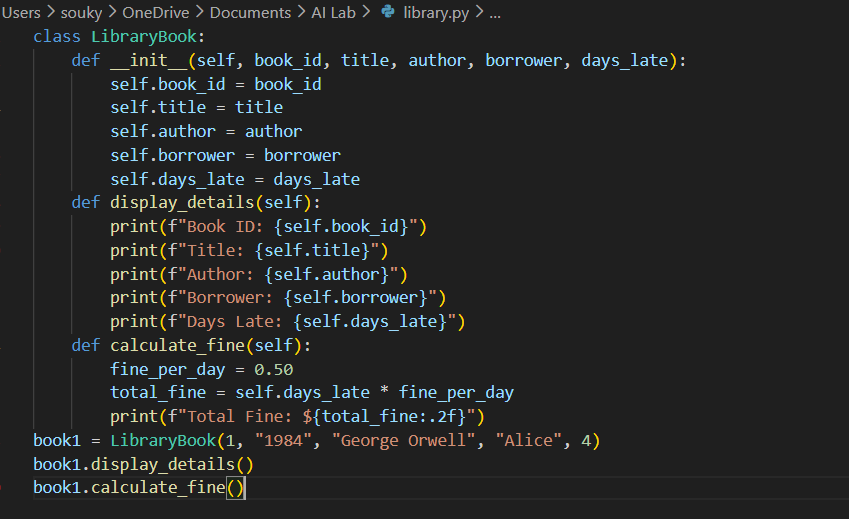 Users > souky > OneDrive > Documents > AI Lab > library.py > ...
class LibraryBook:
    def __init__(self, book_id, title, author, borrower, days_late):
        self.book_id = book_id
        self.title = title
        self.author = author
        self.borrower = borrower
        self.days_late = days_late
    def display_details(self):
        print(f"Book ID: {self.book_id}")
        print(f"Title: {self.title}")
        print(f"Author: {self.author}")
        print(f"Borrower: {self.borrower}")
        print(f"Days Late: {self.days_late}")
    def calculate_fine(self):
        fine_per_day = 0.50
        total_fine = self.days_late * fine_per_day
        print(f"Total Fine: ${total_fine:.2f}")
book1 = LibraryBook(1, "1984", "George Orwell", "Alice", 4)
book1.display_details()
book1.calculate_fine()